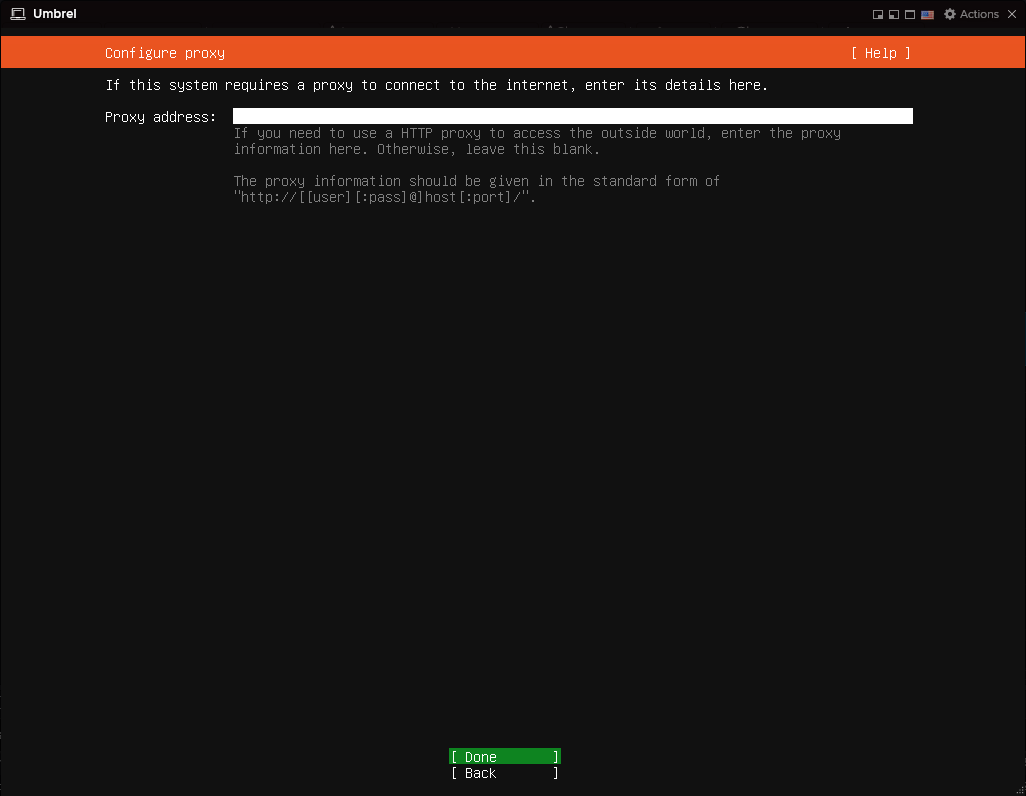 Umbrel
Actions
Configure proxy [ Help ]
If this system requires a proxy to connect to the internet, enter its details here.
Proxy address:
If you need to use a HTTP proxy to access the outside world, enter the proxy
information here. Otherwise, leave this blank.
The proxy information should be given in the standard form of
"http://[[user][:pass]@]host[:port]/".
[ Done ]
[ Back ]